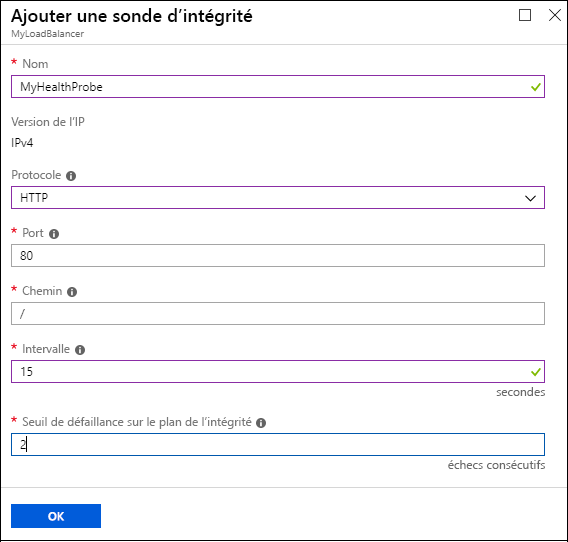 Ajouter une sonde d’intégrité
MyLoadBalancer
* Nom
MyHealthProbe
Version de l’IP
IPv4
Protocole
HTTP
* Port
80
* Chemin
/
* Intervalle
15
secondes
* Seuil de défaillance sur le plan de l’intégrité
2
échecs consécutifs
OK